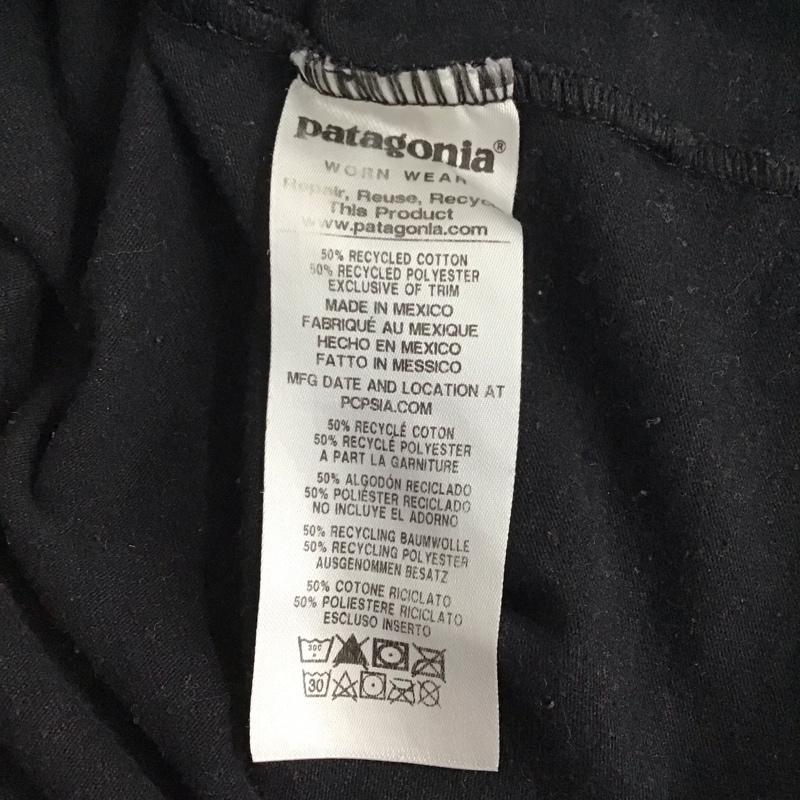 patagonia®
WORN WEAR
Repair, Reuse, Recyc
This Product
www.patagonia.com
50% RECYCLED COTTON
50% RECYCLED POLYESTER
EXCLUSIVE OF TRIM
MADE IN MEXICO
FABRIQUÉ AU MEXIQUE
HECHO EN MEXICO
FATTO IN MESSICO
MFG DATE AND LOCATION AT
PCPSIA.COM
50% RECYCLÉ COTON
50% RECYCLÉ POLYESTER
A PART LA GARNITURE
50% ALGODÓN RECICLADO
50% POLIÉSTER RECICLADO
NO INCLUYE EL ADORNO
50% RECYCLING BAUMWOLLE
50% RECYCLING POLYESTER
AUSGENOMMEN BESATZ
50% COTONE RICICLATO
50% POLIESTERE RICICLATO
ESCLUSO INSERTO
30